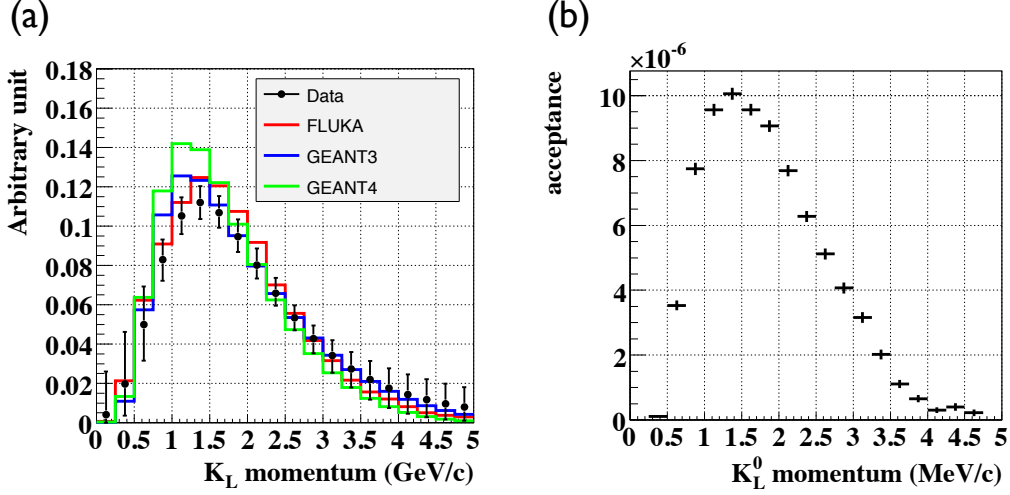 (a)
(b)
Arbitrary unit
0.18
0.16
0.14
0.12
0.1
0.08
0.06
0.04
0.02
0
Data
FLUKA
GEANT3
GEANT4
0 0.5 1 1.5 2 2.5 3 3.5 4 4.5 5
K_L momentum (GeV/c)
×10^-6
acceptance
10
8
6
4
2
0
0 0.5 1 1.5 2 2.5 3 3.5 4 4.5 5
K_L^0 momentum (MeV/c)